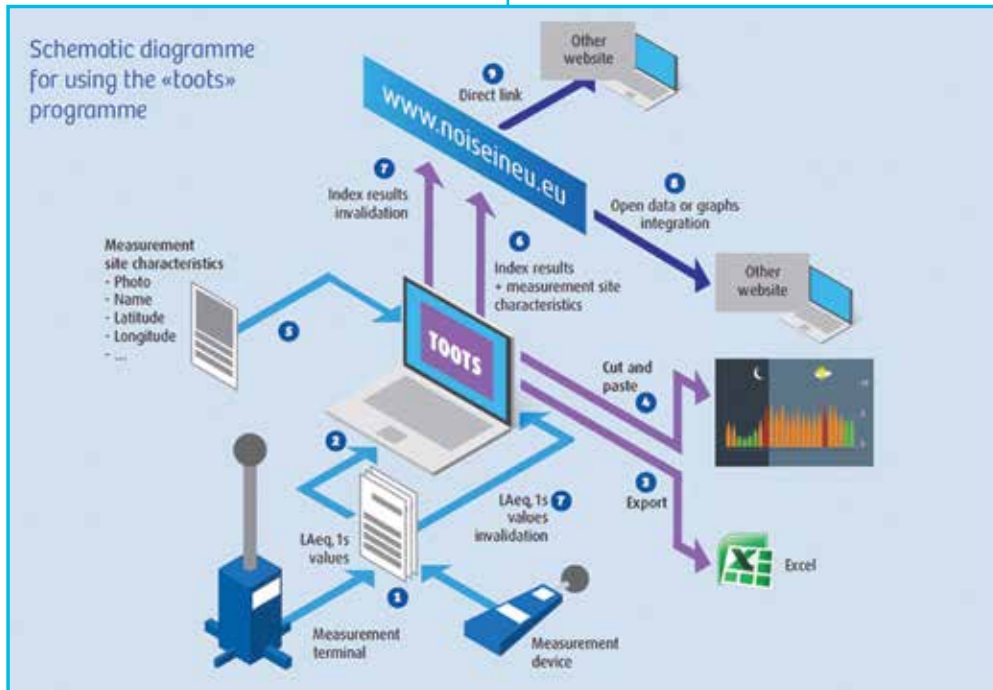 Schematic diagramme
for using the «toots»
programme
Other
website
9
Direct link
www.noiseineu.eu
7
Index results
invalidation
8
Open data or graphs
integration
6
Index results
+ measurement site
characteristics
Other
website
Measurement
site characteristics
- Photo
- Name
- Latitude
- Longitude
- ...
5
TOOTS
Cut and
paste
4
2
3
Export
LAeq, 1s
values
LAeq, 1s 7
values
invalidation
X
Excel
1
Measurement
terminal
Measurement
device